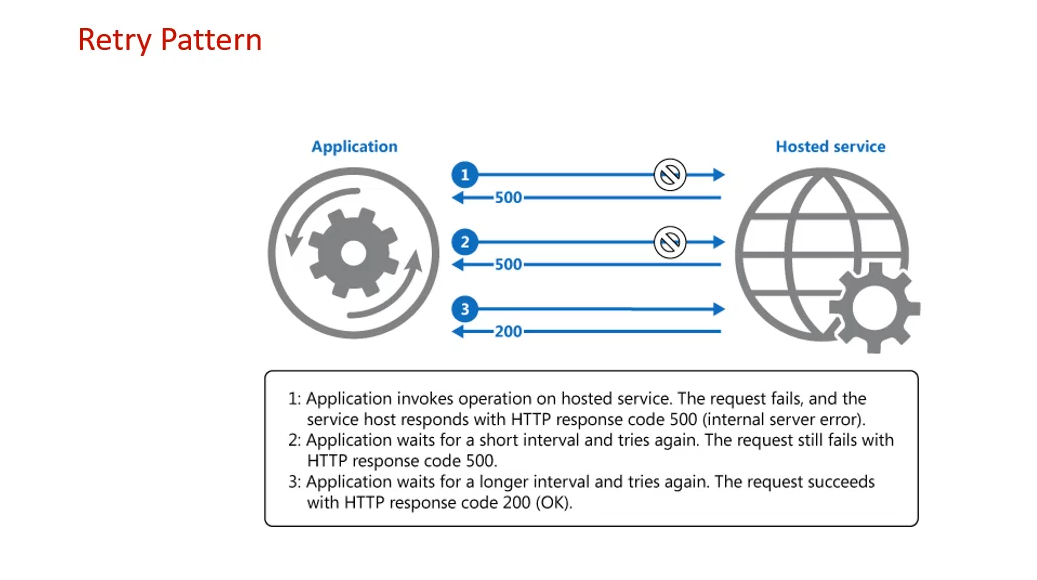 Retry Pattern
Application
Hosted service
1
500
2
500
3
200
1: Application invokes operation on hosted service. The request fails, and the
service host responds with HTTP response code 500 (internal server error).
2: Application waits for a short interval and tries again. The request still fails with
HTTP response code 500.
3: Application waits for a longer interval and tries again. The request succeeds
with HTTP response code 200 (OK).